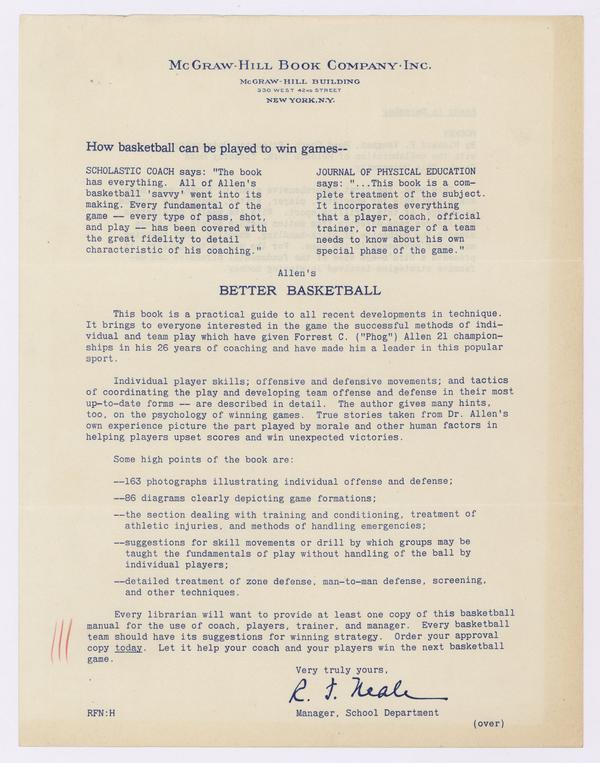 McGRAW-HILL BOOK COMPANY·INC.
McGRAW-HILL BUILDING
330 WEST 42ND STREET
NEW YORK,N.Y.
How basketball can be played to win games--
SCHOLASTIC COACH says: "The book
has everything. All of Allen's
basketball 'savvy' went into its
making. Every fundamental of the
game -- every type of pass, shot,
and play -- has been covered with
the great fidelity to detail
characteristic of his coaching."
JOURNAL OF PHYSICAL EDUCATION
says: "...This book is a com-
plete treatment of the subject.
It incorporates everything
that a player, coach, official
trainer, or manager of a team
needs to know about his own
special phase of the game."
Allen's
BETTER BASKETBALL
This book is a practical guide to all recent developments in technique.
It brings to everyone interested in the game the successful methods of indi-
vidual and team play which have given Forrest C. ("Phog") Allen 21 champion-
ships in his 26 years of coaching and have made him a leader in this popular
sport.
Individual player skills; offensive and defensive movements; and tactics
of coordinating the play and developing team offense and defense in their most
up-to-date forms -- are described in detail. The author gives many hints,
too, on the psychology of winning games. True stories taken from Dr. Allen's
own experience picture the part played by morale and other human factors in
helping players upset scores and win unexpected victories.
Some high points of the book are:
--163 photographs illustrating individual offense and defense;
--86 diagrams clearly depicting game formations;
--the section dealing with training and conditioning, treatment of
athletic injuries, and methods of handling emergencies;
--suggestions for skill movements or drill by which groups may be
taught the fundamentals of play without handling of the ball by
individual players;
--detailed treatment of zone defense, man-to-man defense, screening,
and other techniques.
Every librarian will want to provide at least one copy of this basketball
manual for the use of coach, players, trainer, and manager. Every basketball
team should have its suggestions for winning strategy. Order your approval
copy today. Let it help your coach and your players win the next basketball
game.
Very truly yours,
R. F. Neale
RFN:H
Manager, School Department
(over)